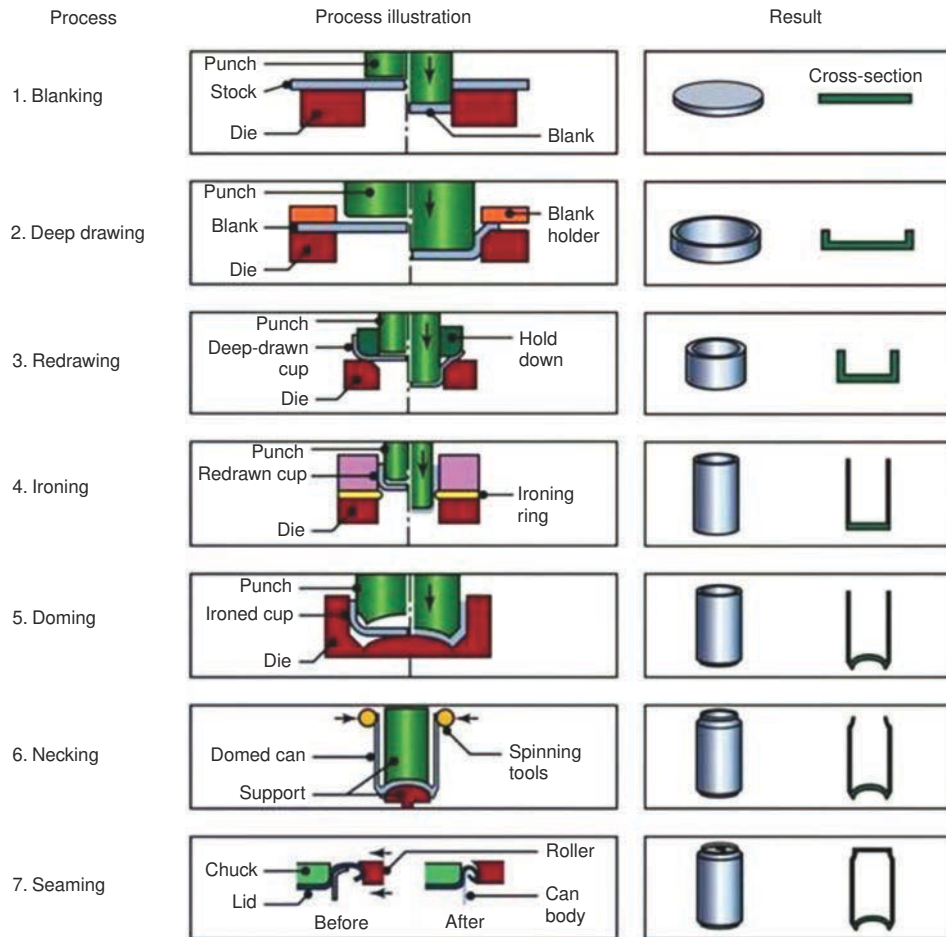 Process
Process illustration
Result
1. Blanking
Punch
Stock
Die
Blank
Cross-section
2. Deep drawing
Punch
Blank
Die
Blank
holder
3. Redrawing
Punch
Deep-drawn
cup
Die
Hold
down
4. Ironing
Punch
Redrawn cup
Die
Ironing
ring
5. Doming
Punch
Ironed cup
Die
6. Necking
Domed can
Support
Spinning
tools
7. Seaming
Chuck
Lid
Before
After
Roller
Can
body